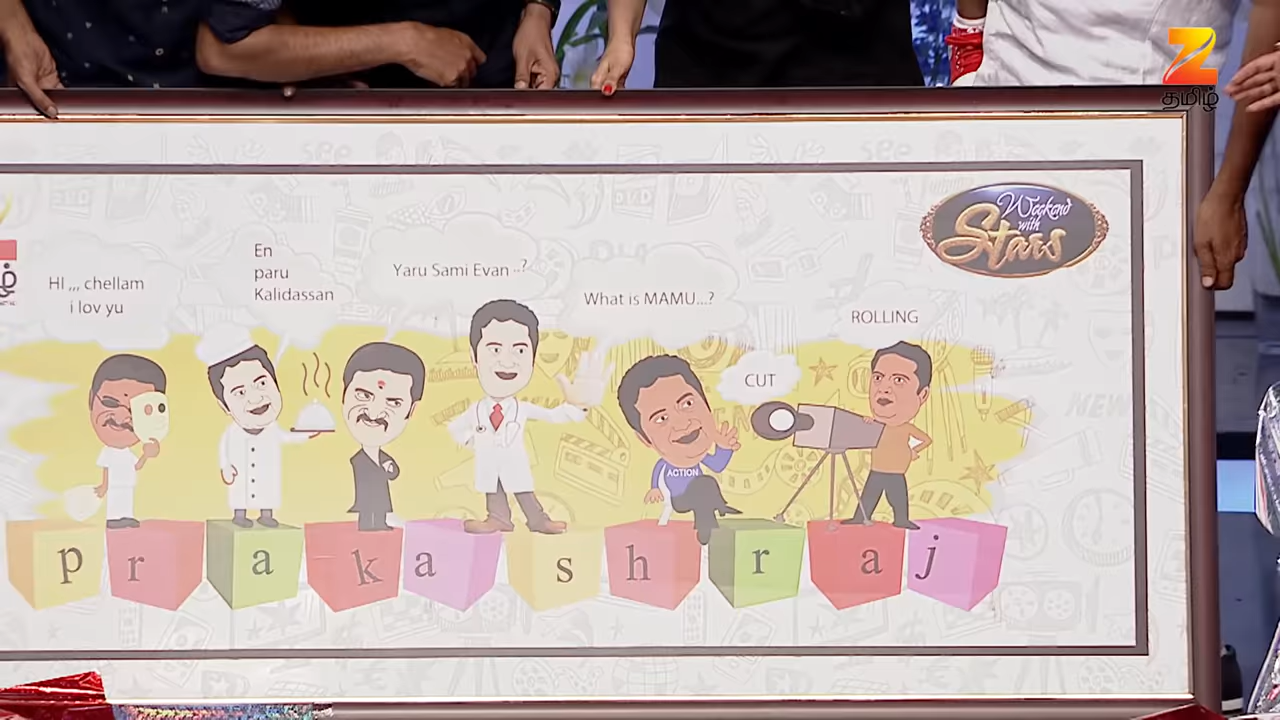 தமிழ்
Weekend
with
Stars
HI ,,, chellam
i lov yu
En
paru
Kalidassan
Yaru Sami Evan ..?
What is MAMU...?
CUT
ROLLING
ACTION
p r a k a s h r a j